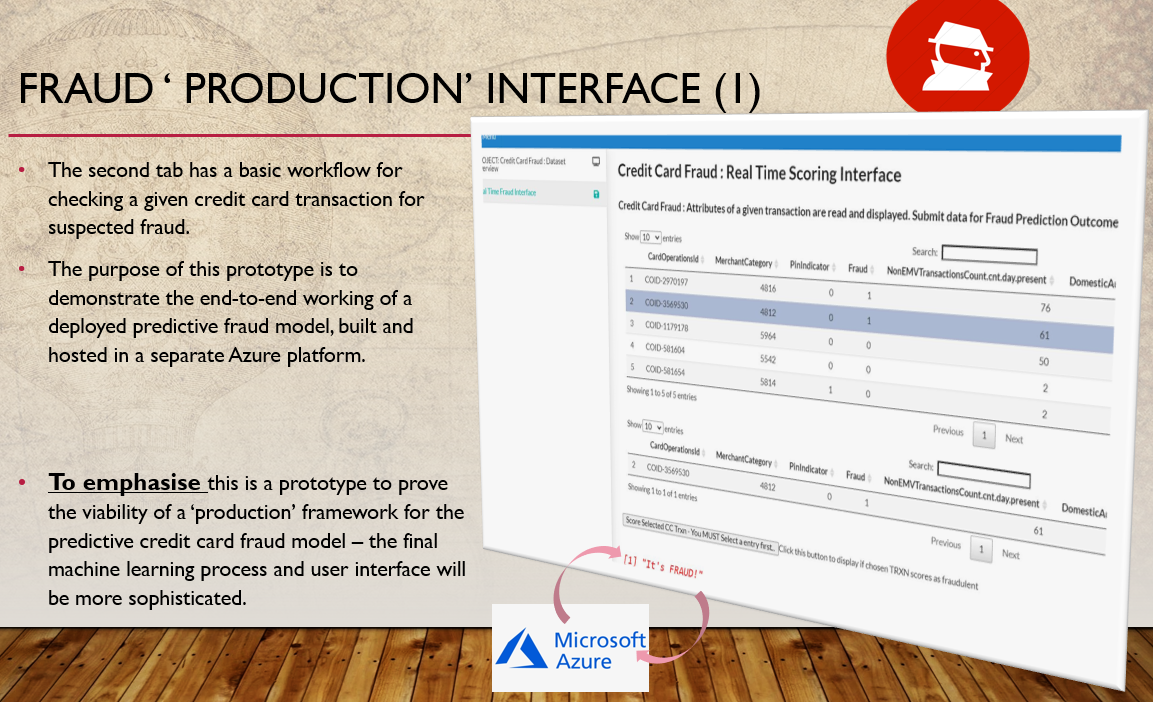 FRAUD ‘ PRODUCTION’ INTERFACE (1)
• The second tab has a basic workflow for
checking a given credit card transaction for
suspected fraud.
• The purpose of this prototype is to
demonstrate the end-to-end working of a
deployed predictive fraud model, built and
hosted in a separate Azure platform.
• To emphasise this is a prototype to prove
the viability of a ‘production’ framework for the
predictive credit card fraud model – the final
machine learning process and user interface will
be more sophisticated.
OJECT: Credit Card Fraud : Dataset
erview
al Time Fraud Interface
Credit Card Fraud : Real Time Scoring Interface
Credit Card Fraud : Attributes of a given transaction are read and displayed. Submit data for Fraud Prediction Outcome
Show 10 entries
Search:
CardOperationsId MerchantCategory PinIndicator Fraud NonEMVTransactionsCount.cnt.day.present DomesticAı
1 COID-2970197 4816 0 1 76
2 COID-3569530 4812 0 1 61
3 COID-1179178 5964 0 0 50
4 COID-581604 5542 0 0 2
5 COID-581654 5814 1 0 2
Showing 1 to 5 of 5 entries
Previous 1 Next
Show 10 entries
Search:
CardOperationsId MerchantCategory PinIndicator Fraud NonEMVTransactionsCount.cnt.day.present DomesticAı
2 COID-3569530 4812 0 1 61
Showing 1 to 1 of 1 entries
Previous 1 Next
Score Selected CC Trxn - You MUST Select a entry first.. Click this button to display if chosen TRXN scores as fraudulent
[1] "It's FRAUD!"
Microsoft
Azure